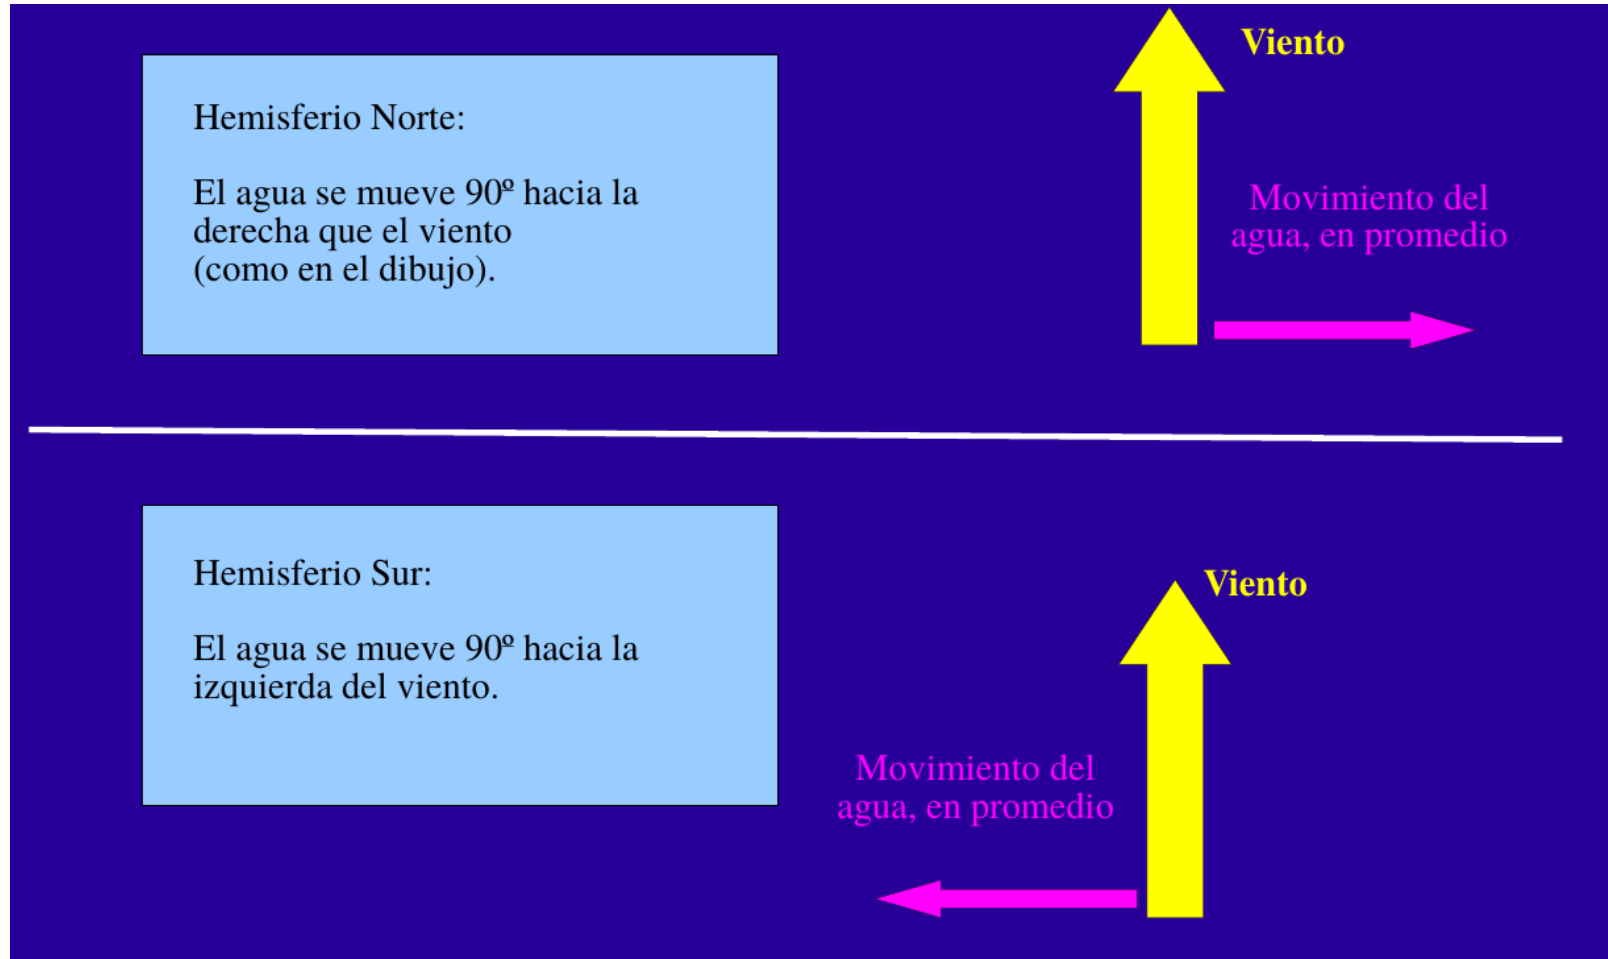 Viento
Hemisferio Norte:
El agua se mueve 90º hacia la
derecha que el viento
(como en el dibujo).
Movimiento del
agua, en promedio
Hemisferio Sur:
El agua se mueve 90º hacia la
izquierda del viento.
Viento
Movimiento del
agua, en promedio